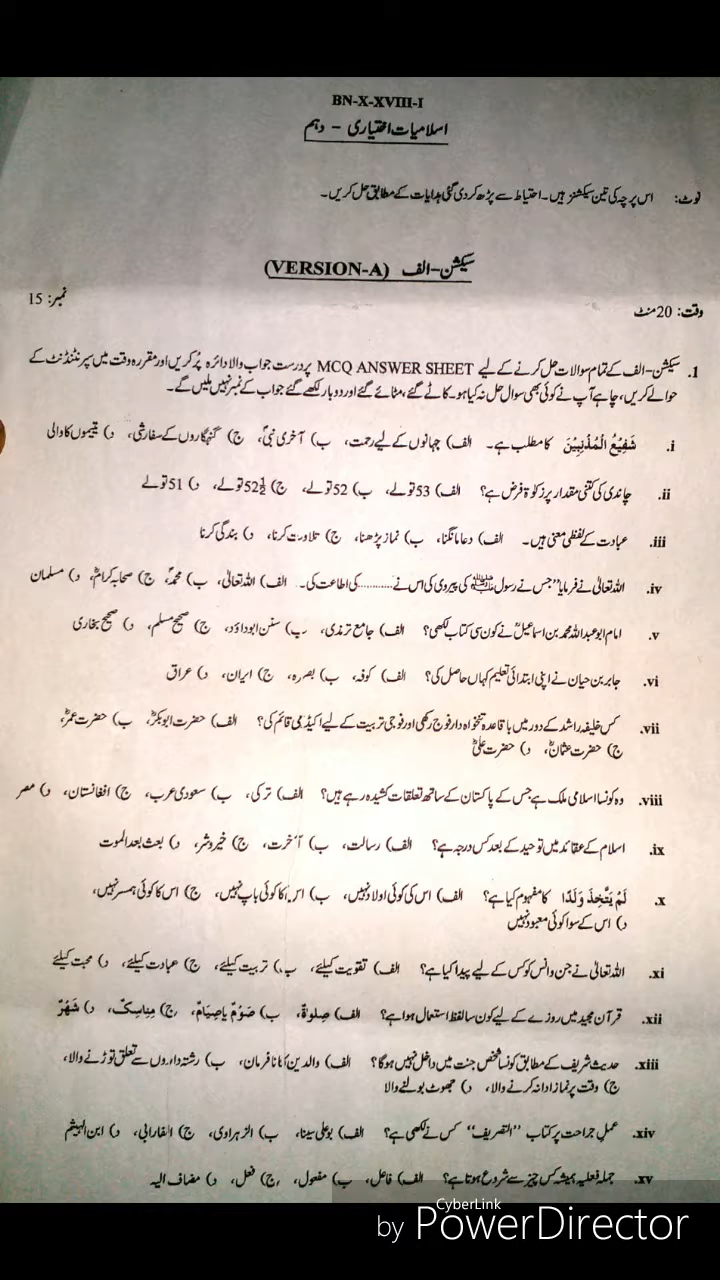 BN-X-XVIII-I
اسلامیات اختیاری - دہم
نوٹ: اس پرچہ کی تین سیکشنز ہیں۔ احتیاط سے پڑھ کر دی گئی ہدایات کے مطابق حل کریں۔
سیکشن-الف (VERSION-A)
وقت: 20 منٹ نمبر: 15
1. سیکشن-الف کے تمام سوالات حل کرنے کے لیے MCQ ANSWER SHEET پر درست جواب والا دائرہ پُر کریں اور مقررہ وقت میں سپرنٹنڈنٹ کے
حوالے کریں، چاہے آپ نے کوئی بھی سوال حل نہ کیا ہو۔ کاٹے گئے، مٹائے گئے اور دوبارہ لکھے گئے جواب کے نمبر نہیں ملیں گے۔
i. شَفِيْعُ الْمُذْنِبِيْنَ کا مطلب ہے۔ الف) جہانوں کے لیے رحمت، ب) آخری نبیؐ، ج) گنہگاروں کے سفارشی، د) یتیموں کا والی
ii. چاندی کی کتنی مقدار پر زکوٰۃ فرض ہے؟ الف) 53 تولے، ب) 52 تولے، ج) 52½ تولے، د) 51 تولے
iii. عبادت کے لفظی معنی ہیں۔ الف) دعا مانگنا، ب) نماز پڑھنا، ج) تلاوت کرنا، د) بندگی کرنا
iv. اللہ تعالیٰ نے فرمایا "جس نے رسول ﷺ کی پیروی کی اس نے ............ کی اطاعت کی۔ الف) اللہ تعالیٰ، ب) محمدؐ، ج) صحابہ کرامؓ، د) مسلمان
v. امام ابو عبداللہ محمد بن اسماعیلؒ نے کون سی کتاب لکھی؟ الف) جامع ترمذی، ب) سنن ابو داؤد، ج) صحیح مسلم، د) صحیح بخاری
vi. جابر بن حیان نے اپنی ابتدائی تعلیم کہاں حاصل کی؟ الف) کوفہ، ب) بصرہ، ج) ایران، د) عراق
vii. کس خلیفہ راشد کے دور میں باقاعدہ تنخواہ دار فوج رکھی اور فوجی تربیت کے لیے اکیڈمی قائم کی؟ الف) حضرت ابوبکرؓ، ب) حضرت عمرؓ،
ج) حضرت عثمانؓ، د) حضرت علیؓ
viii. وہ کونسا اسلامی ملک ہے جس کے پاکستان کے ساتھ تعلقات کشیدہ رہے ہیں؟ الف) ترکی، ب) سعودی عرب، ج) افغانستان، د) مصر
ix. اسلام کے عقائد میں توحید کے بعد کس درجہ ہے؟ الف) رسالت، ب) آخرت، ج) خیر و شر، د) بعث بعد الموت
x. لَمْ يَتَّخِذْ وَلَدًا کا مفہوم کیا ہے؟ الف) اس کی کوئی اولاد نہیں، ب) اس کا کوئی باپ نہیں، ج) اس کا کوئی ہمسر نہیں،
د) اس کے سوا کوئی معبود نہیں
xi. اللہ تعالیٰ نے جن و انس کو کس کے لیے پیدا کیا ہے؟ الف) تقویت کیلئے، ب) تربیت کیلئے، ج) عبادت کیلئے، د) محبت کیلئے
xii. قرآن مجید میں روزے کے لیے کون سا لفظ استعمال ہوا ہے؟ الف) صلوٰۃٌ، ب) صَوْمٌ یا صِیَامٌ، ج) مناسکٌ، د) شَهْرٌ
xiii. حدیث شریف کے مطابق کونسا شخص جنت میں داخل نہیں ہوگا؟ الف) والدین کا نافرمان، ب) رشتہ داروں سے تعلق توڑنے والا،
ج) وقت پر نماز ادا نہ کرنے والا، د) جھوٹ بولنے والا
xiv. عمل جراحت پر کتاب "التصریف" کس نے لکھی ہے؟ الف) بوعلی سینا، ب) الزہراوی، ج) الفارابی، د) ابن الہیثم
xv. جملہ فعلیہ ہمیشہ کس چیز سے شروع ہوتا ہے؟ الف) فاعل، ب) مفعول، ج) فعل، د) مضاف الیہ
CyberLink
by PowerDirector